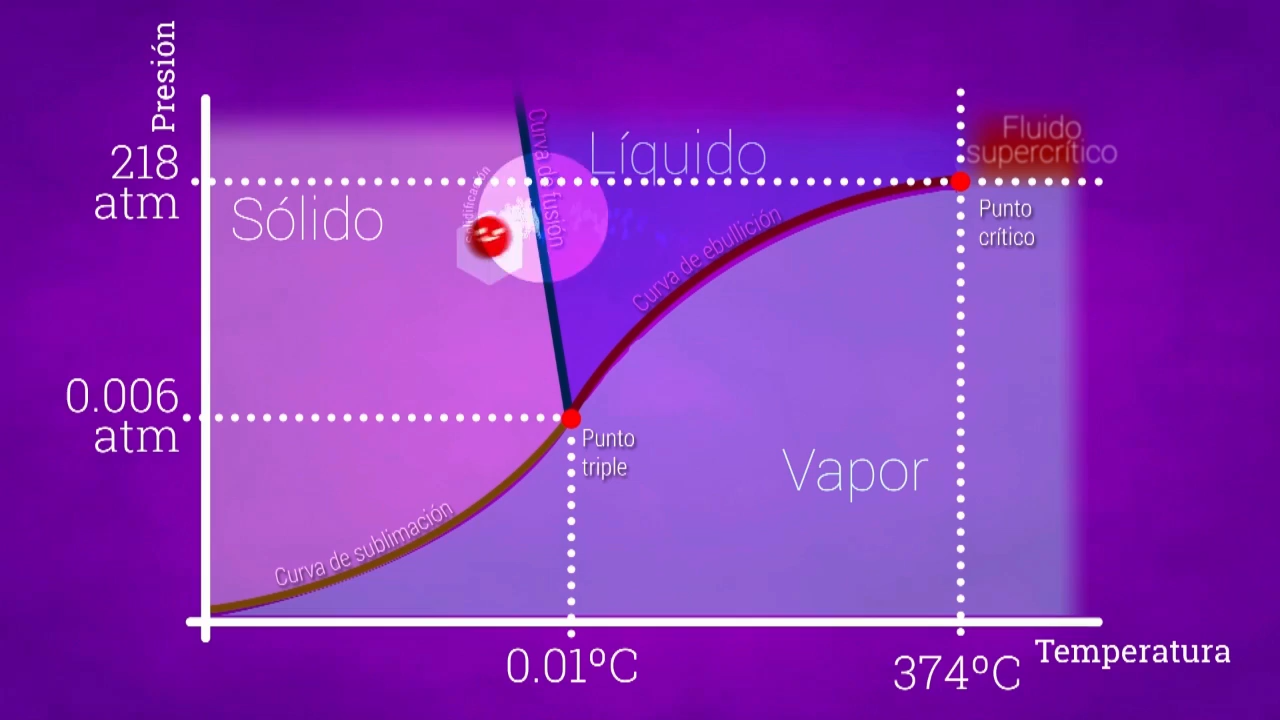 Presión
218
atm
Sólido
Líquido
Fluido
supercrítico
Punto
crítico
Curva de fusión
Curva de ebullición
0.006
atm
Punto
triple
Vapor
Curva de sublimación
0.01ºC
374ºC
Temperatura